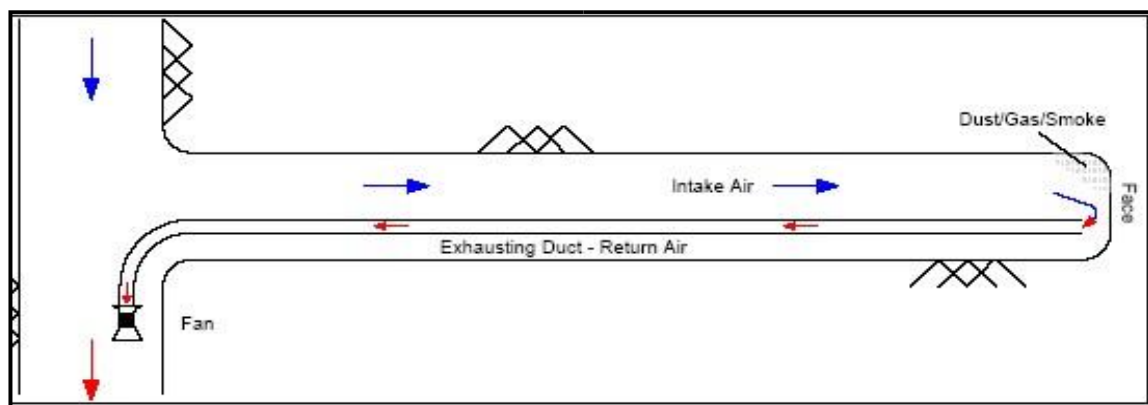 Dust/Gas/Smoke
Intake Air
Face
Exhausting Duct - Return Air
Fan